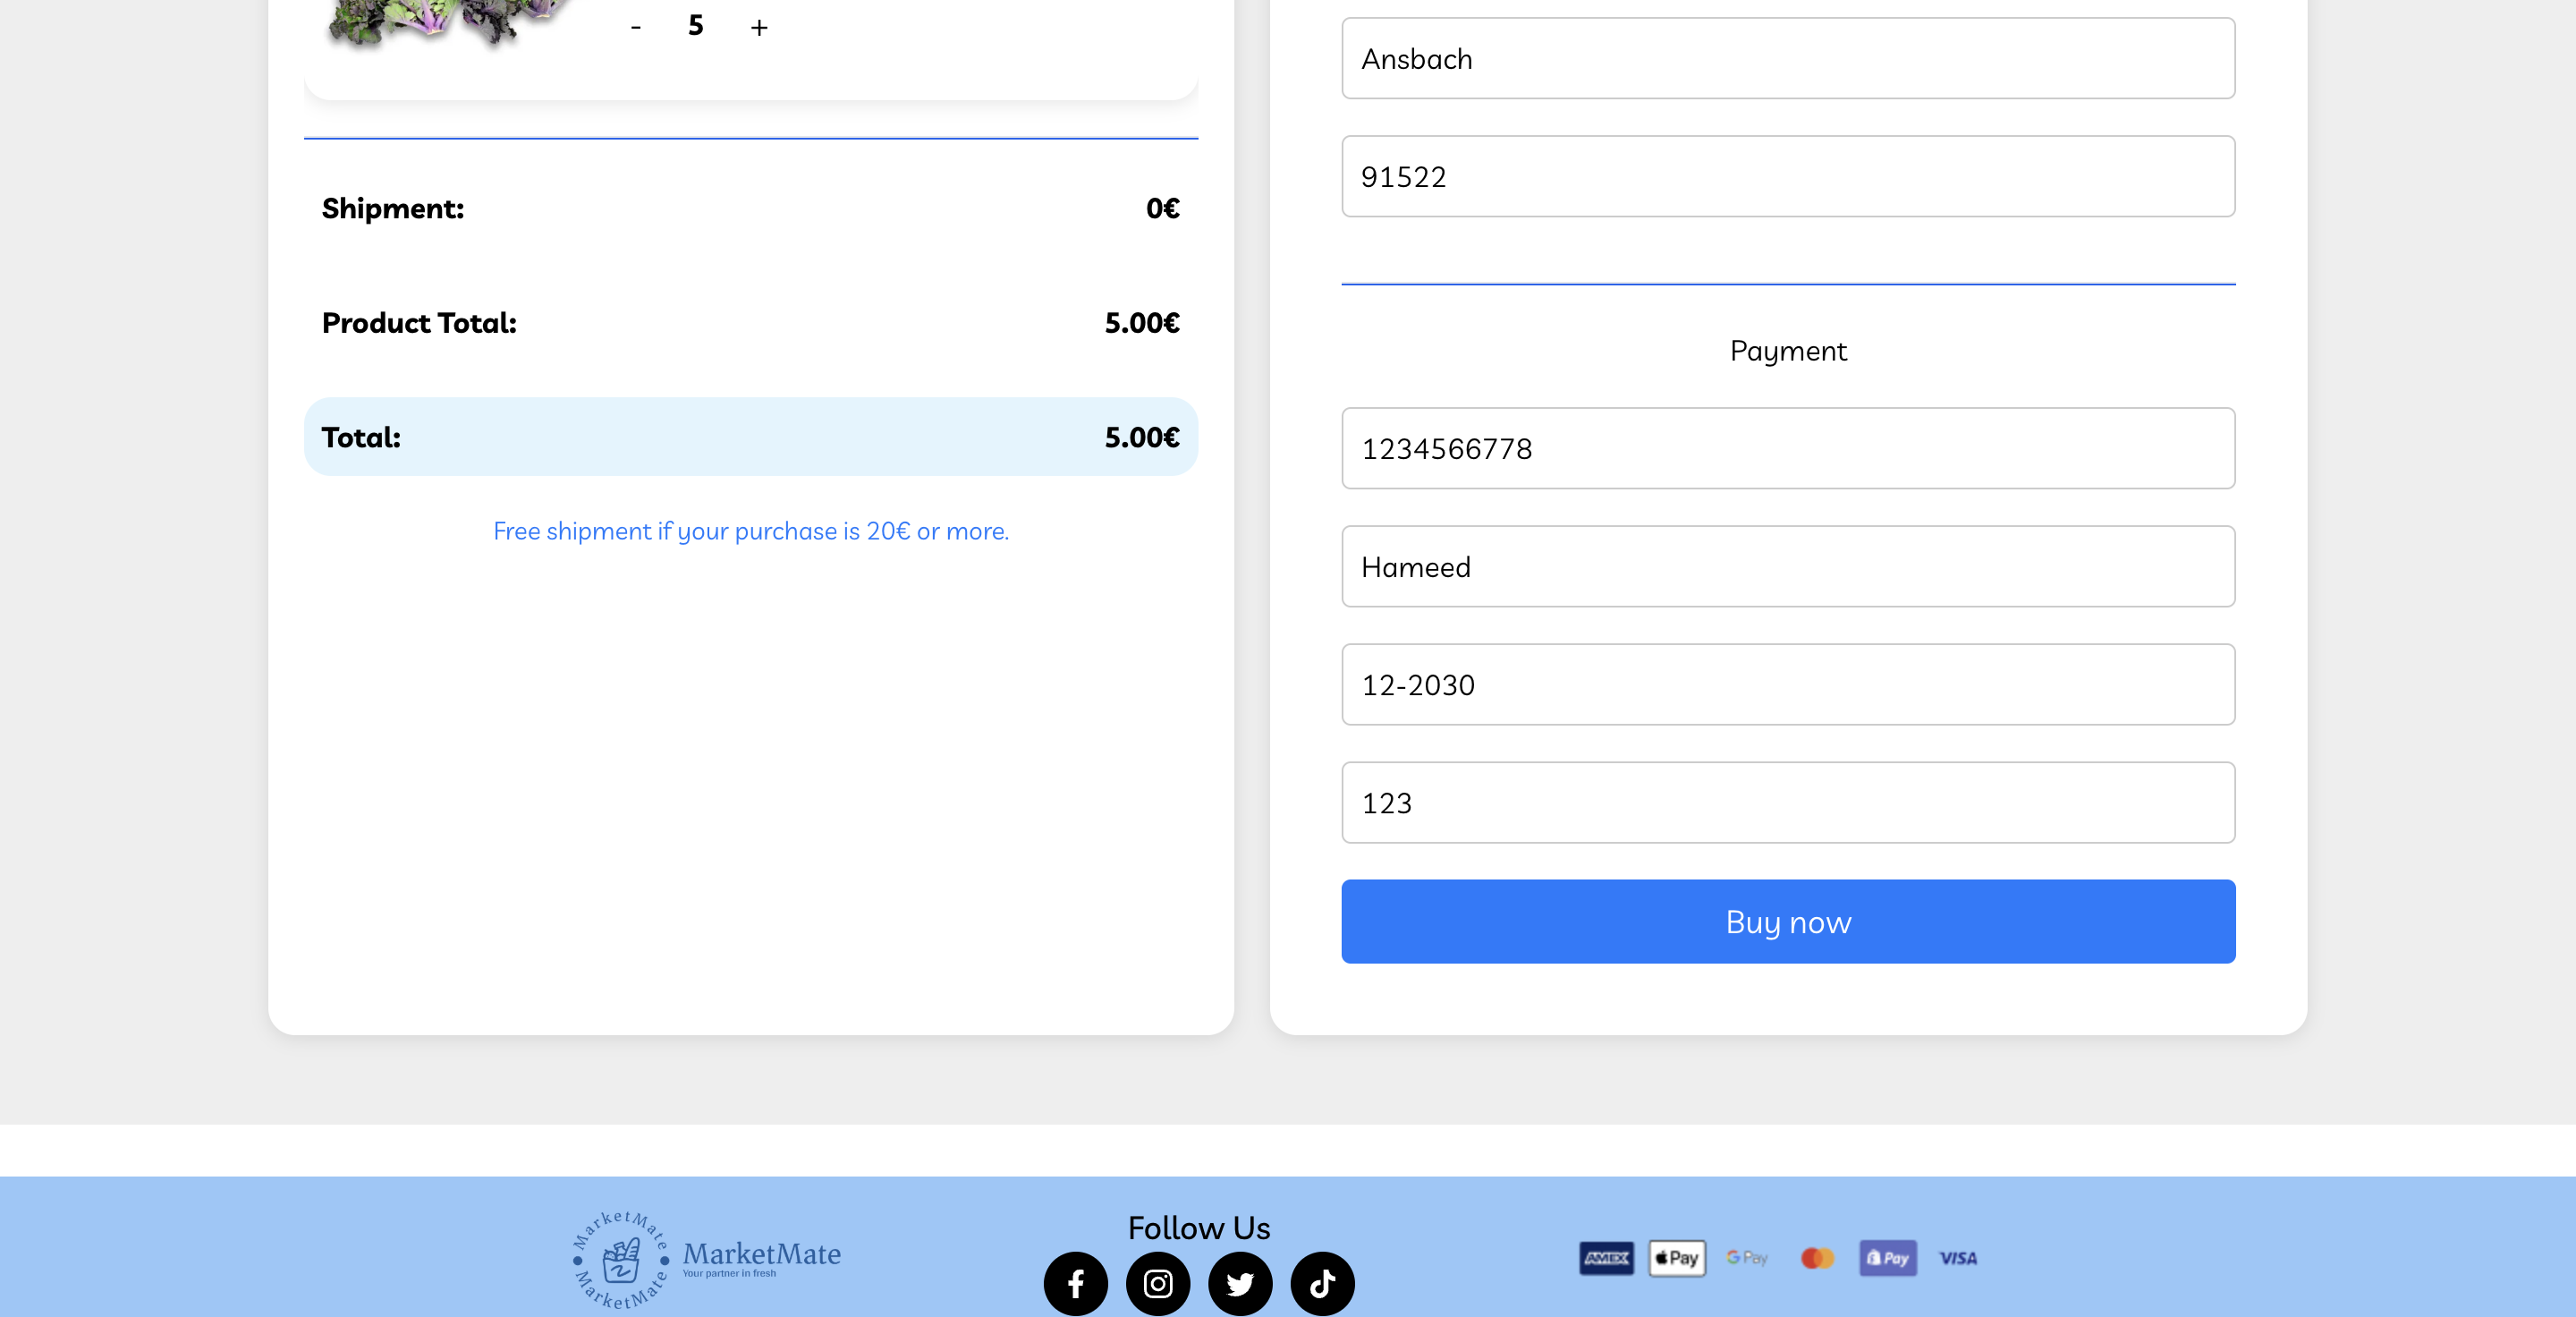 - 5 +
Shipment: 0€
Product Total: 5.00€
Total: 5.00€
Free shipment if your purchase is 20€ or more.
Ansbach
91522
Payment
1234566778
Hameed
12-2030
123
Buy now
MarketMate
MarketMate
MarketMate
Your partner in fresh
Follow Us
AMEX
Pay
G Pay
Pay
VISA